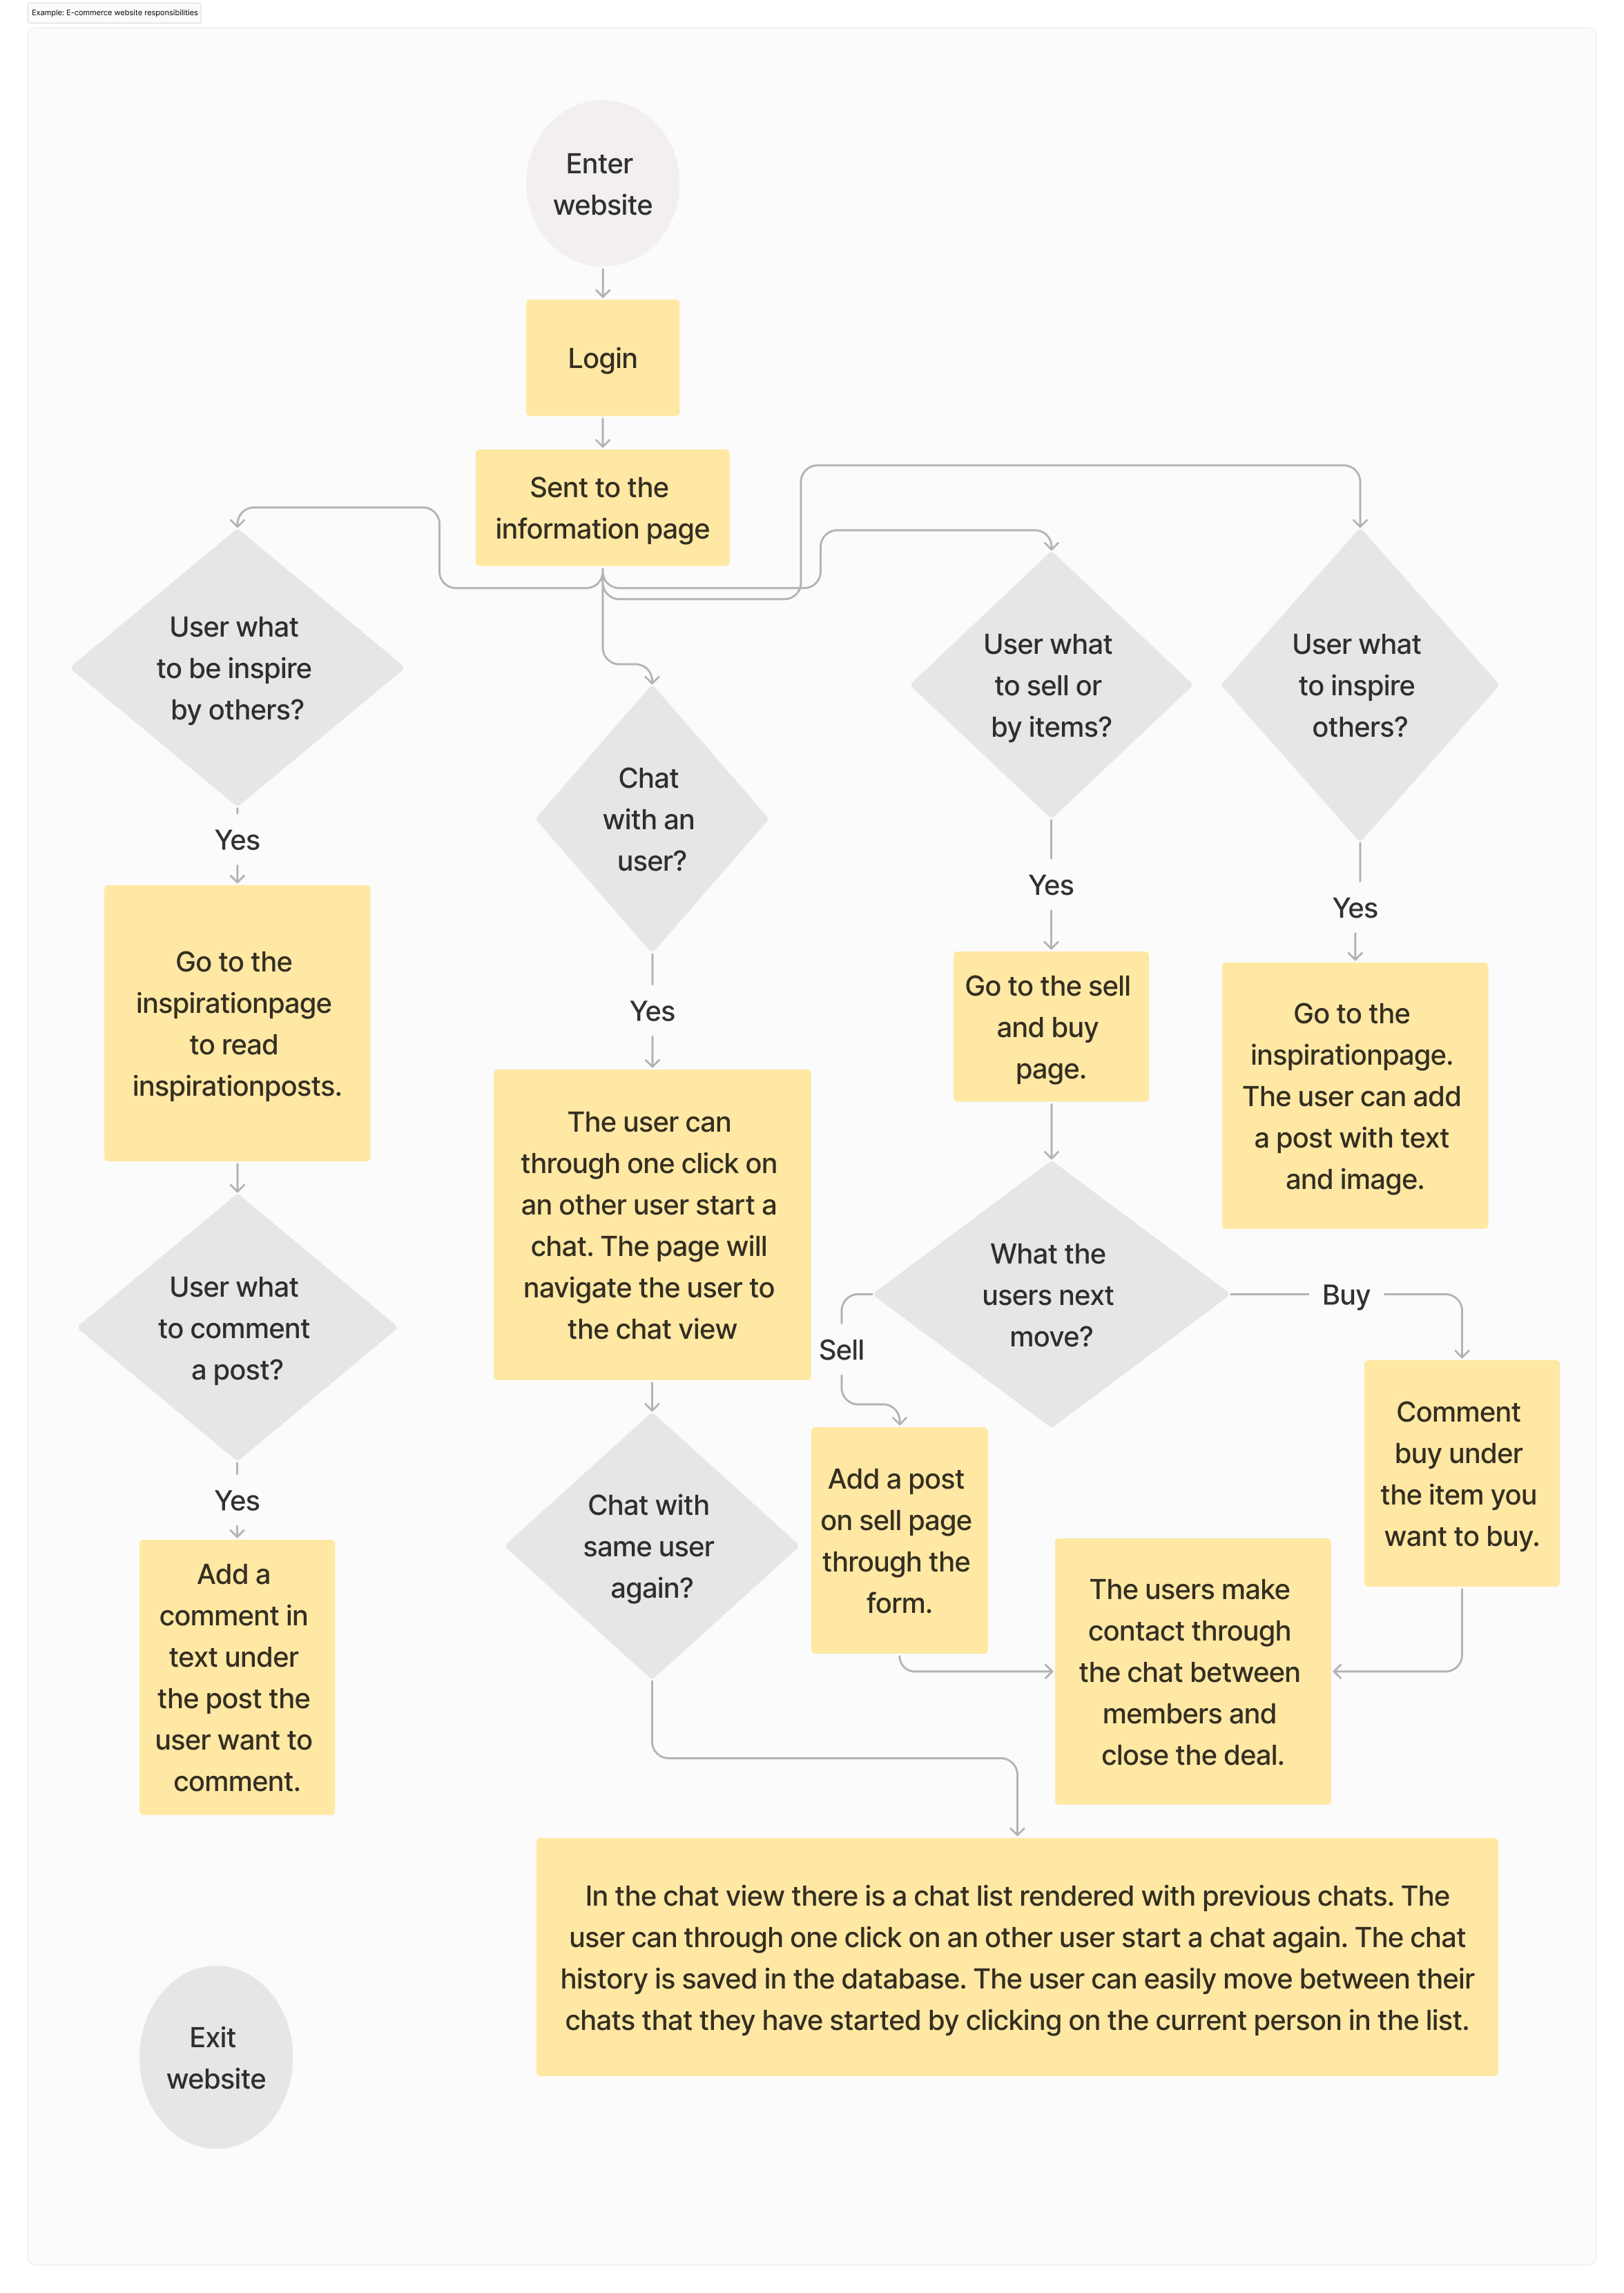 Example: E-commerce website responsibilities
Enter
website
Login
Sent to the
information page
User what
to be inspire
by others?
Yes
Go to the
inspirationpage
to read
inspirationposts.
User what
to comment
a post?
Yes
Add a
comment in
text under
the post the
user want to
comment.
Chat
with an
user?
Yes
The user can
through one click on
an other user start a
chat. The page will
navigate the user to
the chat view
Chat with
same user
again?
User what
to sell or
by items?
Yes
Go to the sell
and buy
page.
What the
users next
move?
Sell
Add a post
on sell page
through the
form.
Buy
Comment
buy under
the item you
want to buy.
The users make
contact through
the chat between
members and
close the deal.
User what
to inspire
others?
Yes
Go to the
inspirationpage.
The user can add
a post with text
and image.
In the chat view there is a chat list rendered with previous chats. The
user can through one click on an other user start a chat again. The chat
history is saved in the database. The user can easily move between their
chats that they have started by clicking on the current person in the list.
Exit
website